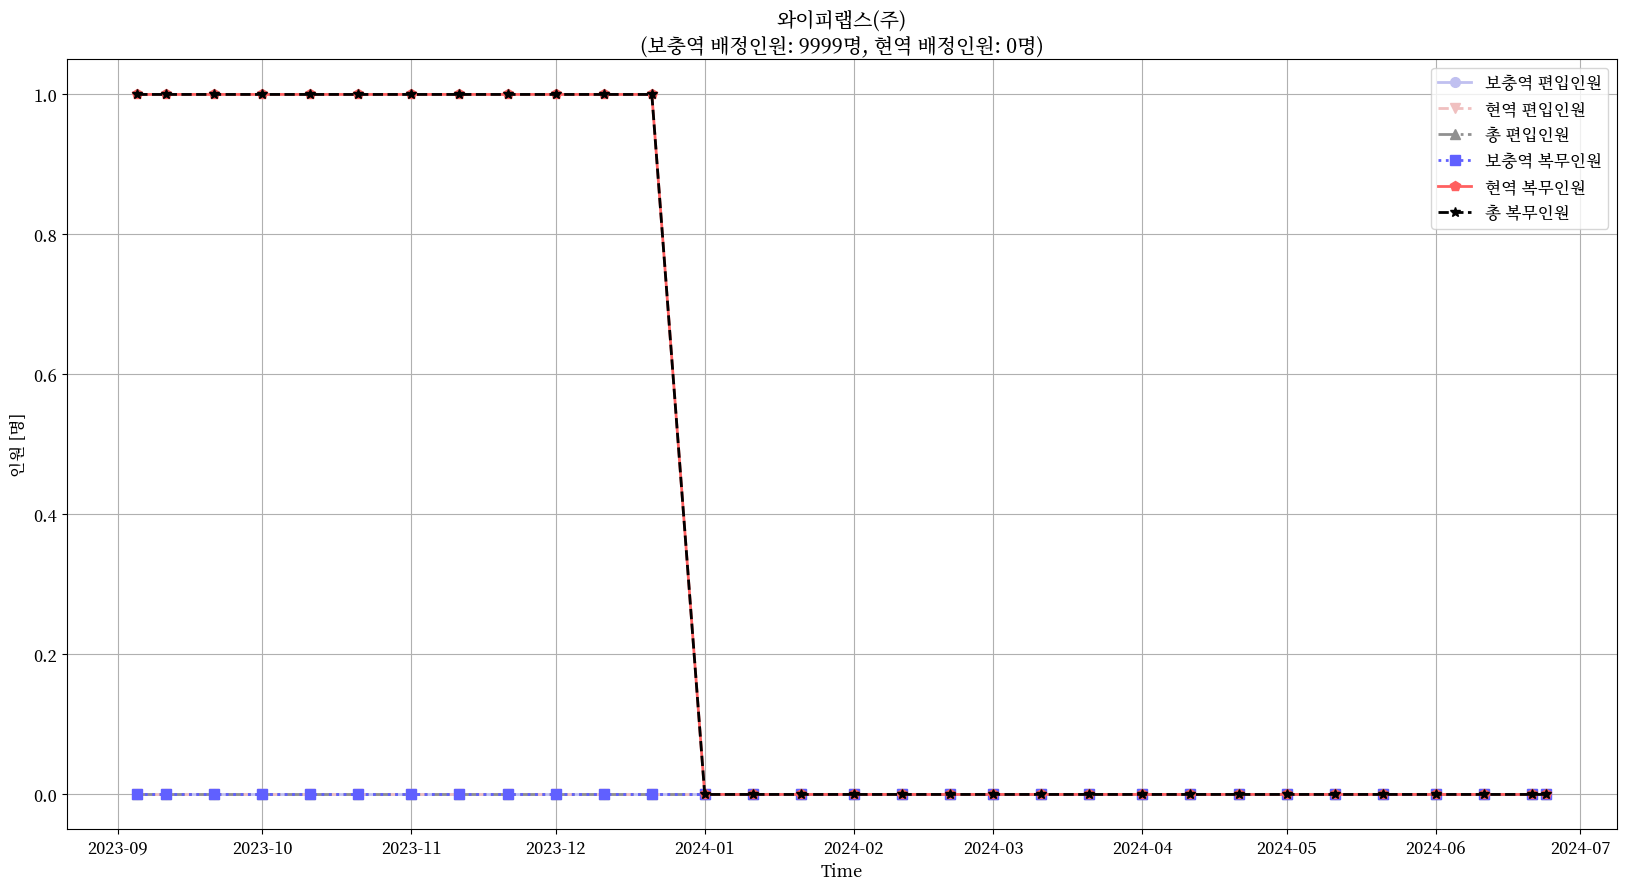 와이피랩스(주)
(보충역 배정인원: 9999명, 현역 배정인원: 0명)
보충역 편입인원
현역 편입인원
총 편입인원
보충역 복무인원
현역 복무인원
총 복무인원
인원 [명]
1.0
0.8
0.6
0.4
0.2
0.0
2023-09 2023-10 2023-11 2023-12 2024-01 2024-02 2024-03 2024-04 2024-05 2024-06 2024-07
Time